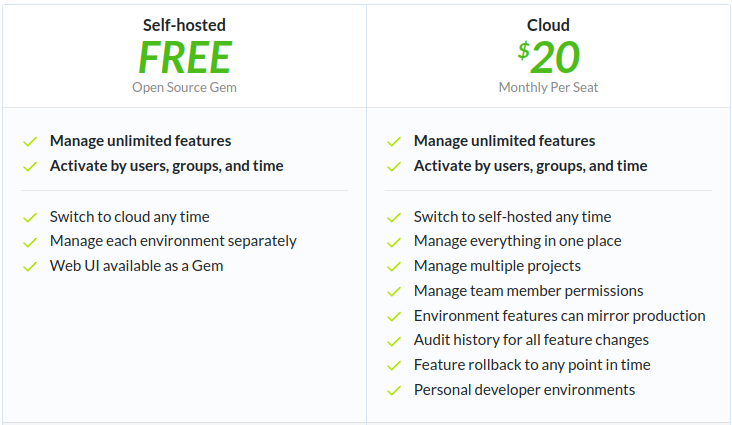 Self-hosted
FREE
Open Source Gem
Manage unlimited features
Activate by users, groups, and time
Switch to cloud any time
Manage each environment separately
Web UI available as a Gem
Cloud
$20
Monthly Per Seat
Manage unlimited features
Activate by users, groups, and time
Switch to self-hosted any time
Manage everything in one place
Manage multiple projects
Manage team member permissions
Environment features can mirror production
Audit history for all feature changes
Feature rollback to any point in time
Personal developer environments